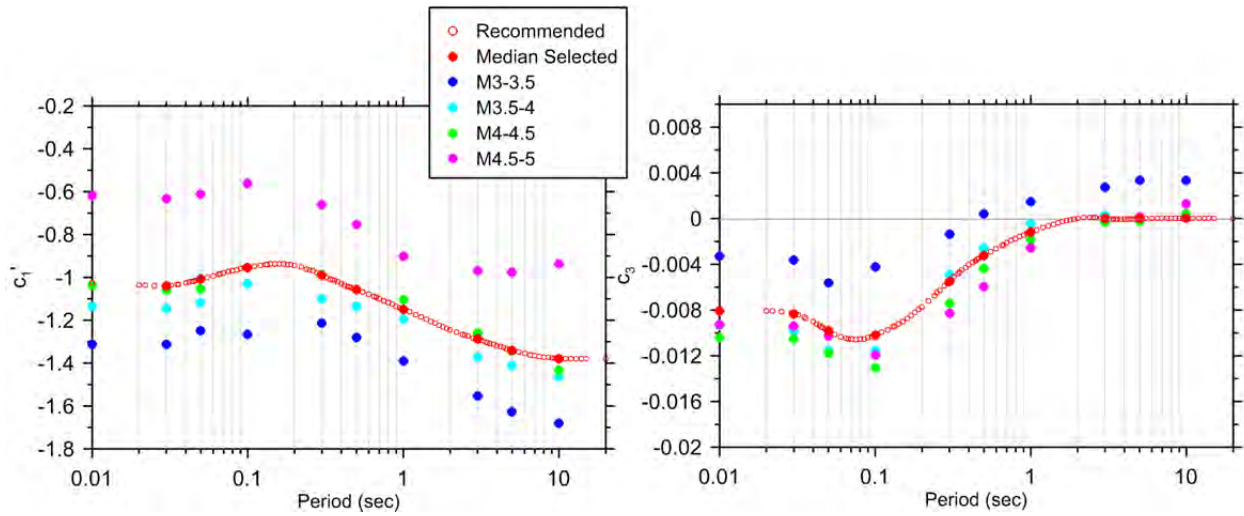 Recommended
Median Selected
M3-3.5
M3.5-4
M4-4.5
M4.5-5
-0.2
-0.4
-0.6
-0.8
-1
-1.2
-1.4
-1.6
-1.8
c₁'
0.01
0.1
1
10
Period (sec)
0.008
0.004
0
-0.004
-0.008
-0.012
-0.016
-0.02
c₃
0.01
0.1
1
10
Period (sec)